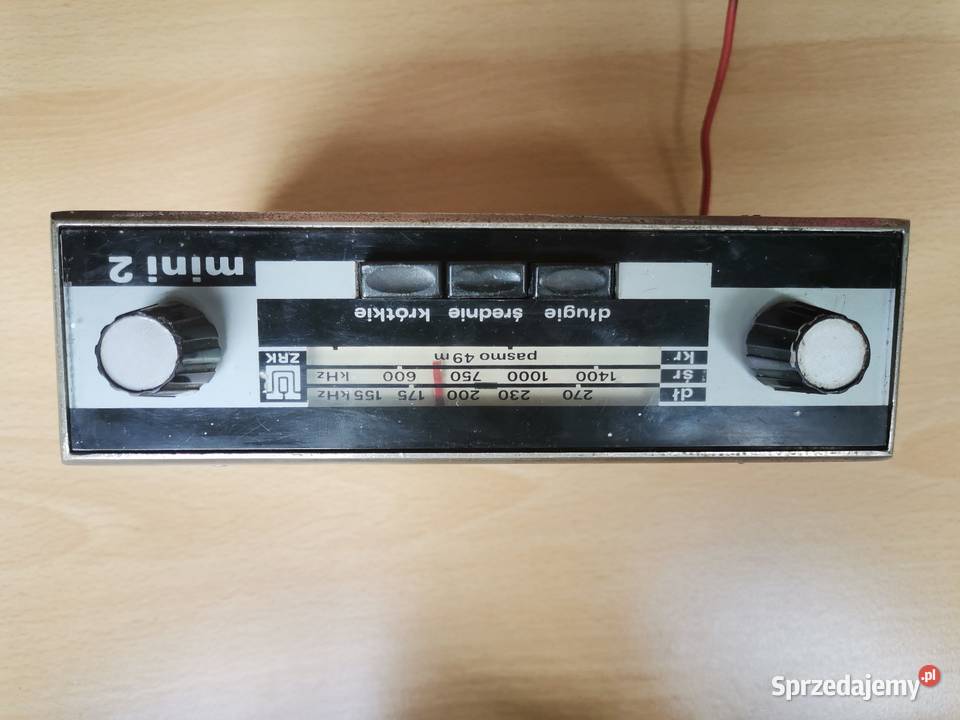 dł 270 230 200 175 155 kHz
śr 1400 1000 750 600 kHz
kr pasmo 49 m ZRK
długie średnie krótkie
mini 2
Sprzedajemy.pl